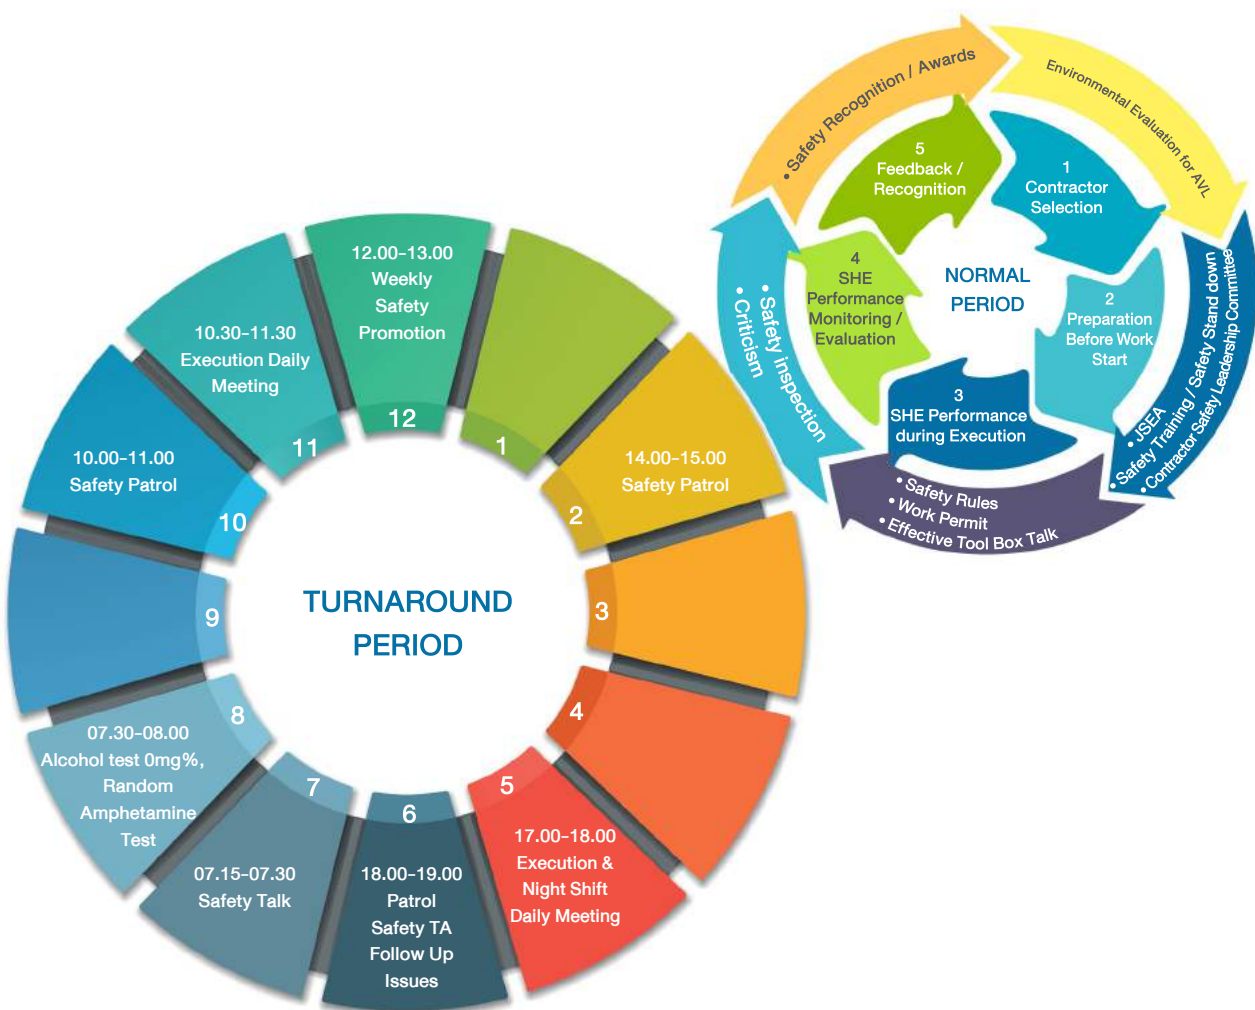 TURNAROUND
PERIOD
12.00-13.00
Weekly
Safety
Promotion
12
1
14.00-15.00
Safety Patrol
2
3
4
17.00-18.00
Execution &
Night Shift
Daily Meeting
5
18.00-19.00
Patrol
Safety TA
Follow Up
Issues
6
07.15-07.30
Safety Talk
7
07.30-08.00
Alcohol test 0mg%,
Random
Amphetamine
Test
8
9
10.00-11.00
Safety Patrol
10
10.30-11.30
Execution Daily
Meeting
11
NORMAL
PERIOD
1
Contractor
Selection
2
Preparation
Before Work
Start
3
SHE Performance
during Execution
4
SHE
Performance
Monitoring /
Evaluation
5
Feedback /
Recognition
Environmental Evaluation for AVL
• JSEA
• Safety Training / Safety Stand down
• Contractor Safety Leadership Committee
• Safety Rules
• Work Permit
• Effective Tool Box Talk
• Safety inspection
• Criticism
• Safety Recognition / Awards